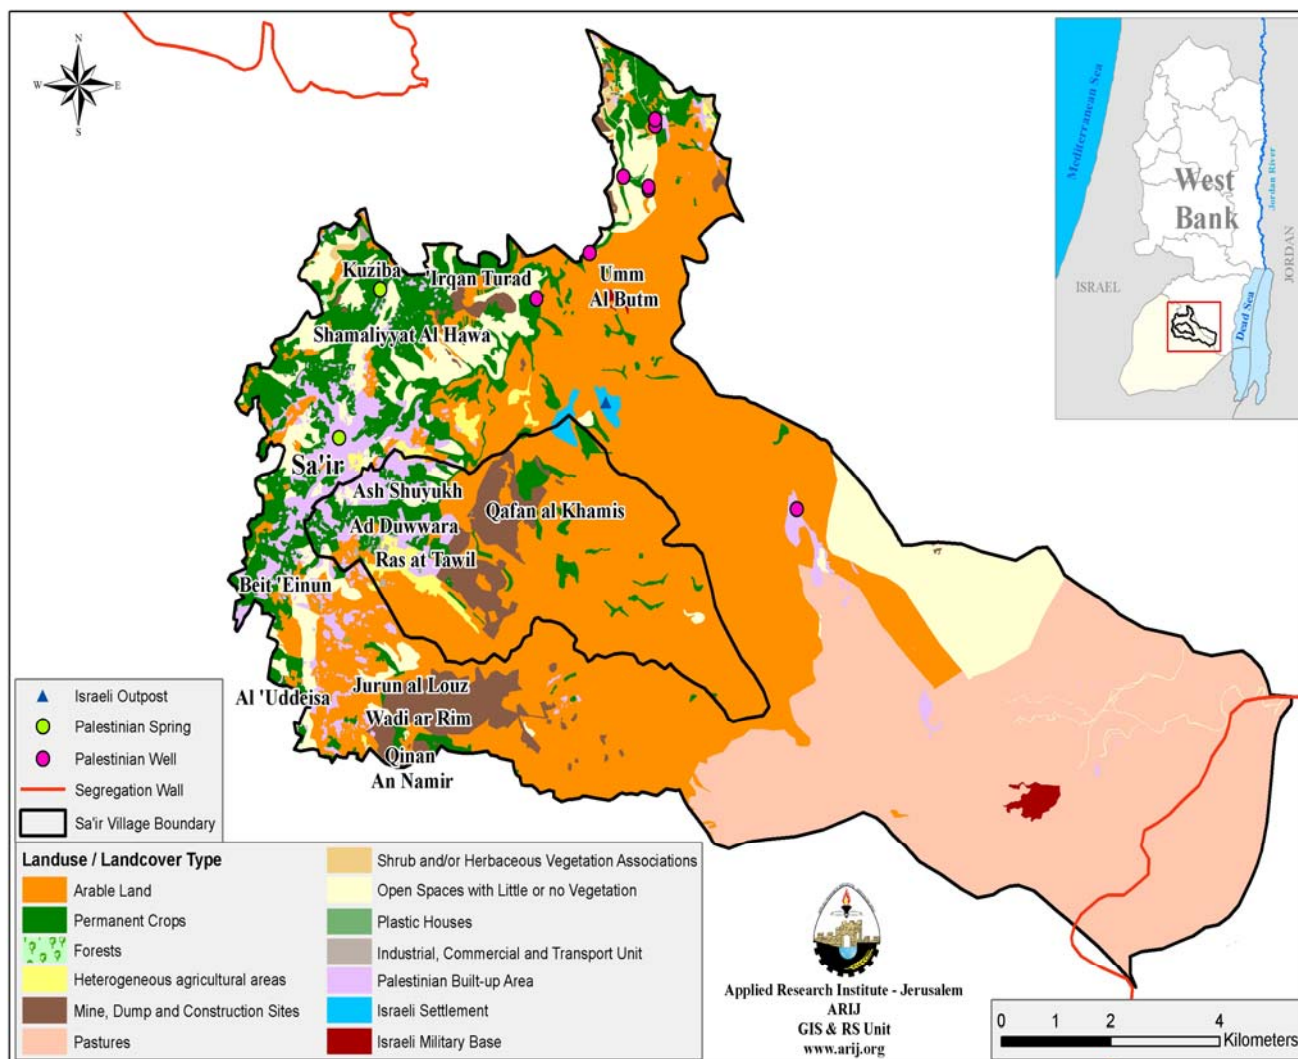 N
W E
S
Mediterranean Sea
West
Bank
Jordan River
ISRAEL
JORDAN
Dead Sea
Kuziba
'Irqan Turad
Umm
Al Butm
Shamaliyyat Al Hawa
Sa'ir
Ash Shuyukh
Qafan al Khamis
Ad Duwwara
Ras at Tawil
Beit 'Einun
Jurun al Louz
Al 'Uddeisa
Wadi ar Rim
Qinan
An Namir
Israeli Outpost
Palestinian Spring
Palestinian Well
Segregation Wall
Sa'ir Village Boundary
Landuse / Landcover Type
Arable Land
Permanent Crops
Forests
Heterogeneous agricultural areas
Mine, Dump and Construction Sites
Pastures
Shrub and/or Herbaceous Vegetation Associations
Open Spaces with Little or no Vegetation
Plastic Houses
Industrial, Commercial and Transport Unit
Palestinian Built-up Area
Israeli Settlement
Israeli Military Base
Applied Research Institute - Jerusalem
ARIJ
GIS & RS Unit
www.arij.org
0 1 2 4
Kilometers